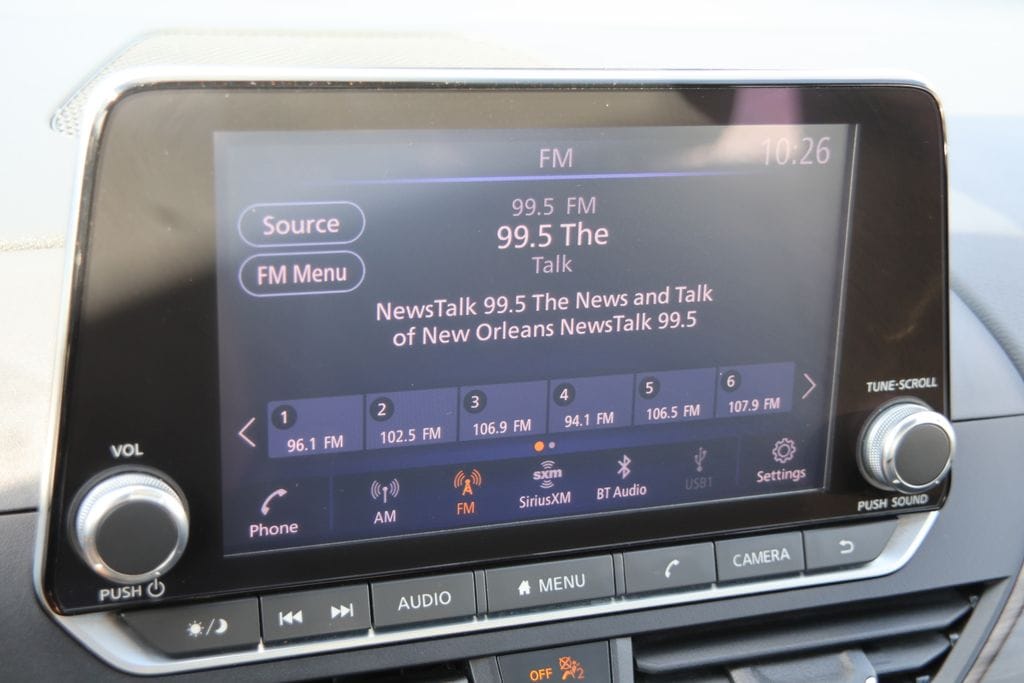 FM
10:26
Source
FM Menu
99.5 FM
99.5 The
Talk
NewsTalk 99.5 The News and Talk
of New Orleans NewsTalk 99.5
1
96.1 FM
2
102.5 FM
3
106.9 FM
4
94.1 FM
5
106.5 FM
6
107.9 FM
Phone
AM
FM
sxm
SiriusXM
BT Audio
USB1
Settings
VOL
PUSH
TUNE·SCROLL
PUSH SOUND
AUDIO
MENU
CAMERA
OFF
2